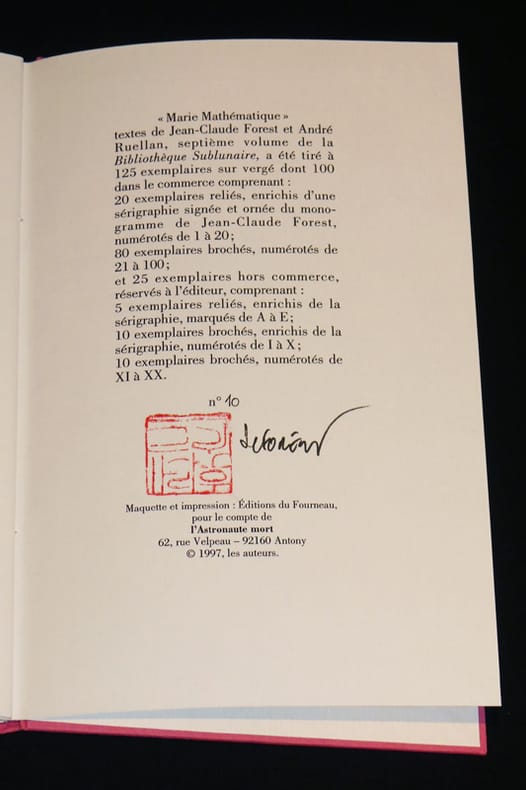 « Marie Mathématique »
textes de Jean-Claude Forest et André
Ruellan, septième volume de la
Bibliothèque Sublunaire, a été tiré à
125 exemplaires sur vergé dont 100
dans le commerce comprenant :
20 exemplaires reliés, enrichis d'une
sérigraphie signée et ornée du mono-
gramme de Jean-Claude Forest,
numérotés de 1 à 20 ;
80 exemplaires brochés, numérotés de
21 à 100 ;
et 25 exemplaires hors commerce,
réservés à l'éditeur, comprenant :
5 exemplaires reliés, enrichis de la
sérigraphie, marqués de A à E ;
10 exemplaires brochés, enrichis de la
sérigraphie, numérotés de I à X ;
10 exemplaires brochés, numérotés de
XI à XX.
n° 10
Maquette et impression : Éditions du Fourneau,
pour le compte de
l'Astronaute mort
62, rue Velpeau – 92160 Antony
© 1997, les auteurs.